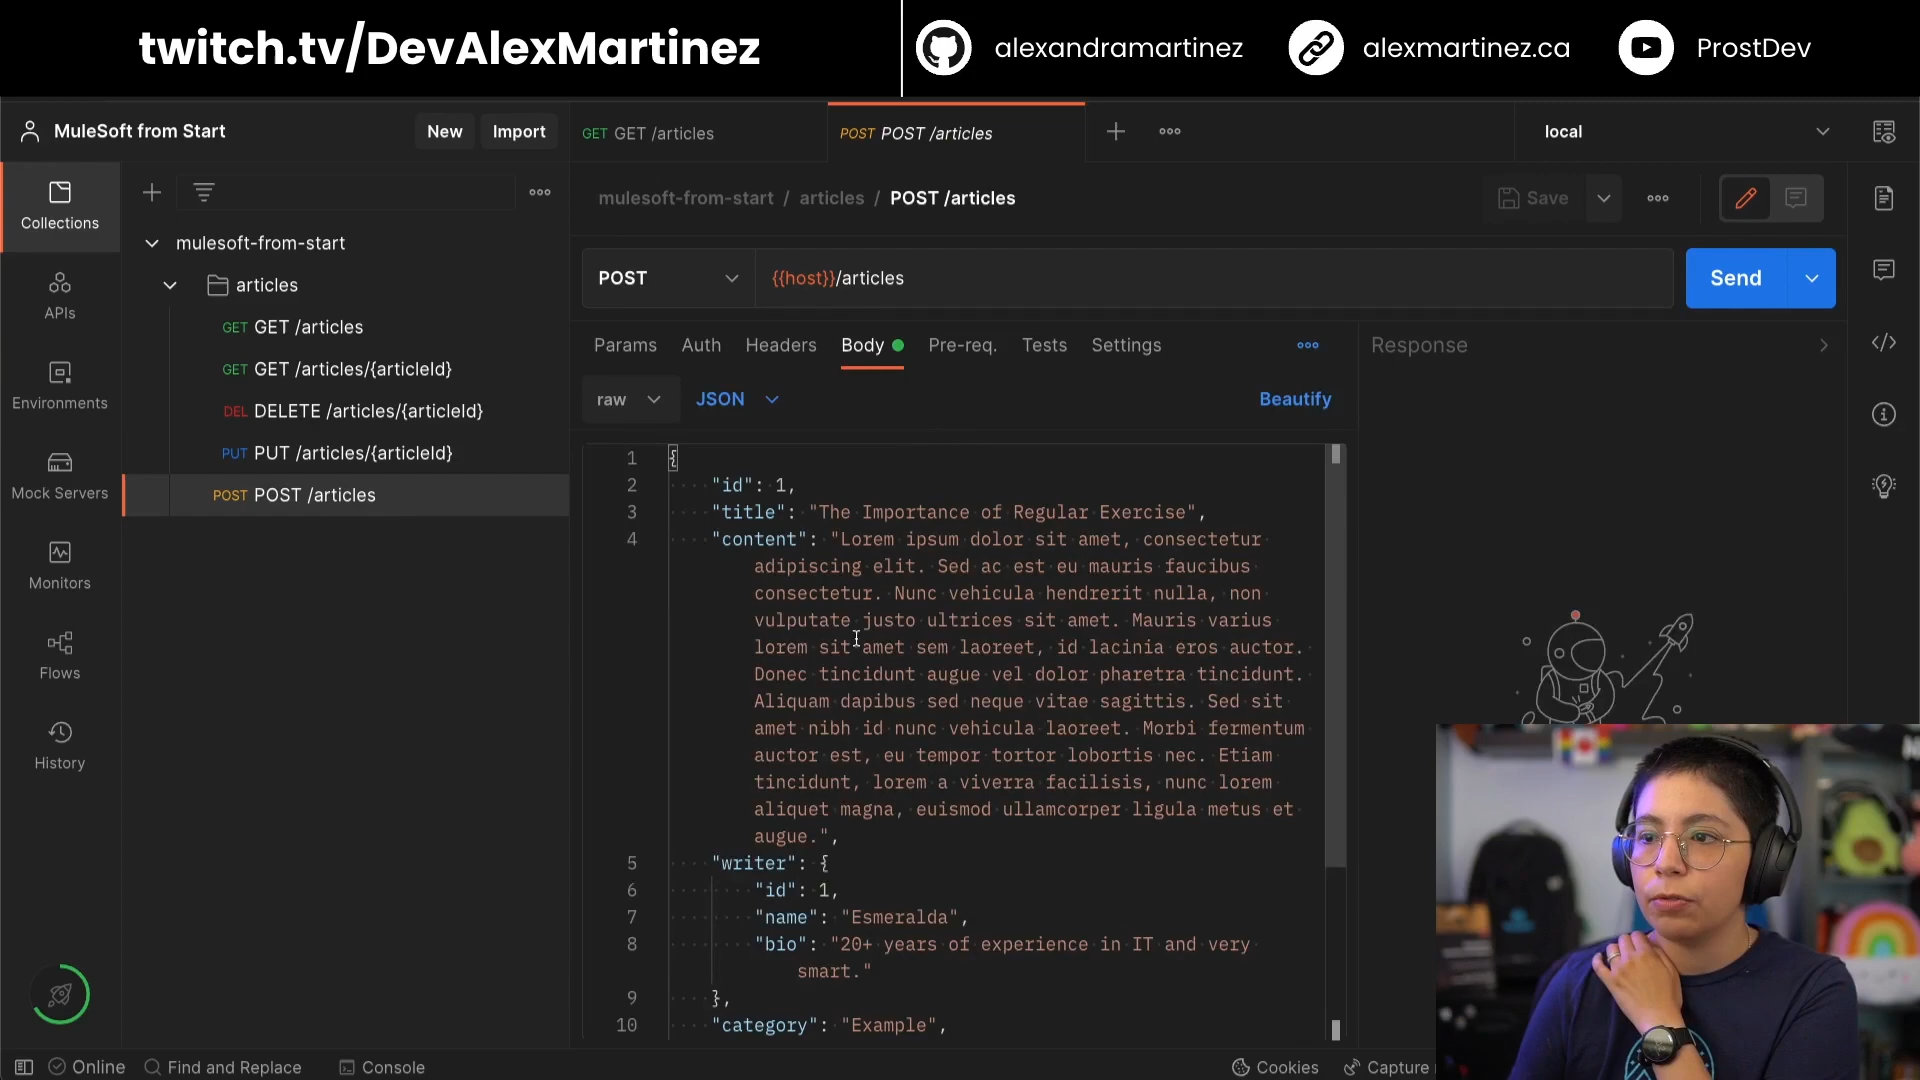 twitch.tv/DevAlexMartinez
alexandramartinez
alexmartinez.ca
ProstDev
MuleSoft from Start
New
Import
GET GET /articles
POST POST /articles
local
Collections
APIs
Environments
Mock Servers
Monitors
Flows
History
mulesoft-from-start
articles
GET GET /articles
GET GET /articles/{articleId}
DEL DELETE /articles/{articleId}
PUT PUT /articles/{articleId}
POST POST /articles
mulesoft-from-start / articles / POST /articles
Save
POST
{{host}}/articles
Send
Params
Auth
Headers
Body
Pre-req.
Tests
Settings
Response
raw
JSON
Beautify
1 {
2 "id": 1,
3 "title": "The Importance of Regular Exercise",
4 "content": "Lorem ipsum dolor sit amet, consectetur
adipiscing elit. Sed ac est eu mauris faucibus
consectetur. Nunc vehicula hendrerit nulla, non
vulputate justo ultrices sit amet. Mauris varius
lorem sit amet sem laoreet, id lacinia eros auctor.
Donec tincidunt augue vel dolor pharetra tincidunt.
Aliquam dapibus sed neque vitae sagittis. Sed sit
amet nibh id nunc vehicula laoreet. Morbi fermentum
auctor est, eu tempor tortor lobortis nec. Etiam
tincidunt, lorem a viverra facilisis, nunc lorem
aliquet magna, euismod ullamcorper ligula metus et
augue.",
5 "writer": {
6 "id": 1,
7 "name": "Esmeralda",
8 "bio": "20+ years of experience in IT and very
smart."
9 },
10 "category": "Example",
Online
Find and Replace
Console
Cookies
Capture